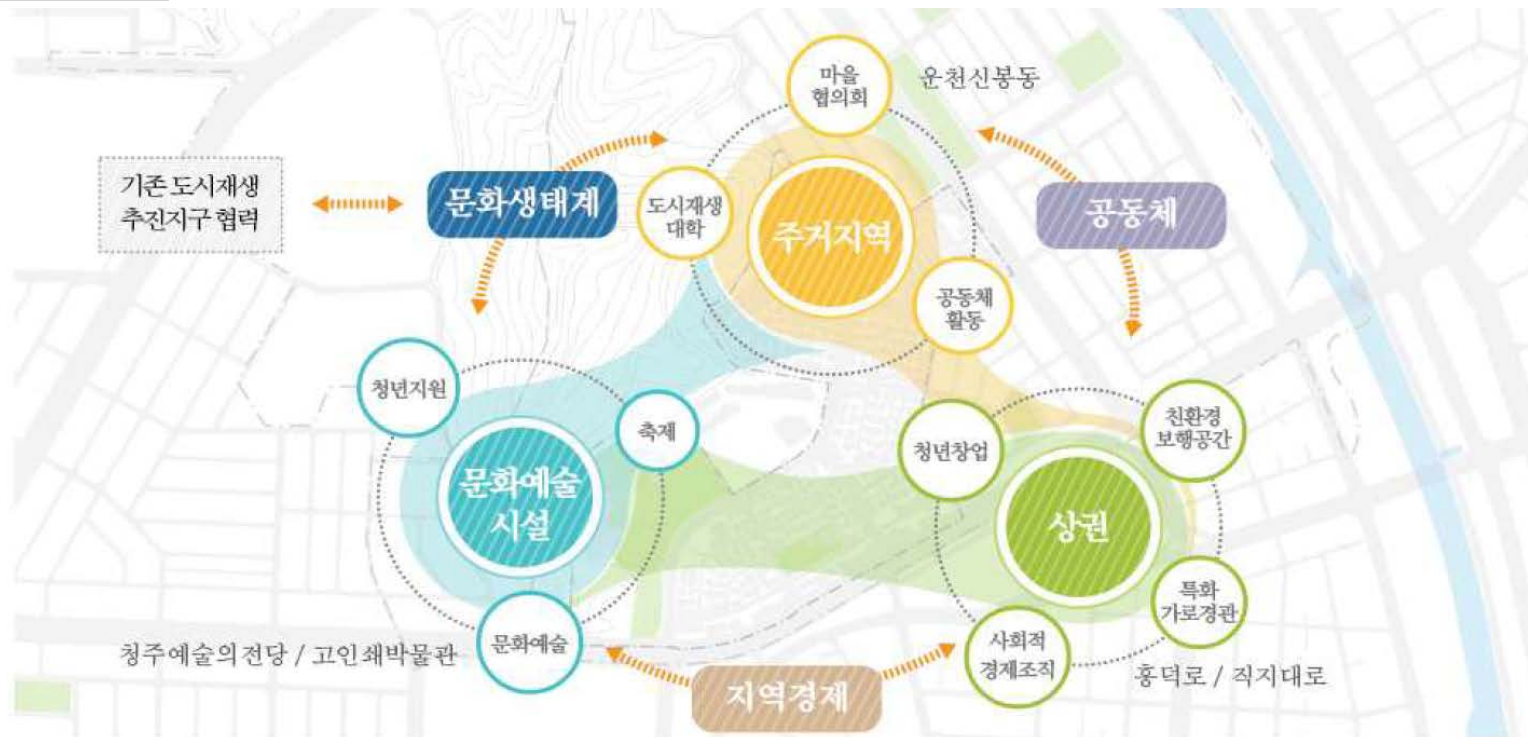 마을
협의회
운천신봉동
기존 도시재생
추진지구 협력
문화생태계
도시재생
대학
주거지역
공동체
공동체
활동
청년지원
축제
청년창업
친환경
보행공간
문화예술
시설
상권
특화
가로경관
문화예술
사회적
경제조직
청주예술의전당 / 고인쇄박물관
지역경제
흥덕로 / 직지대로